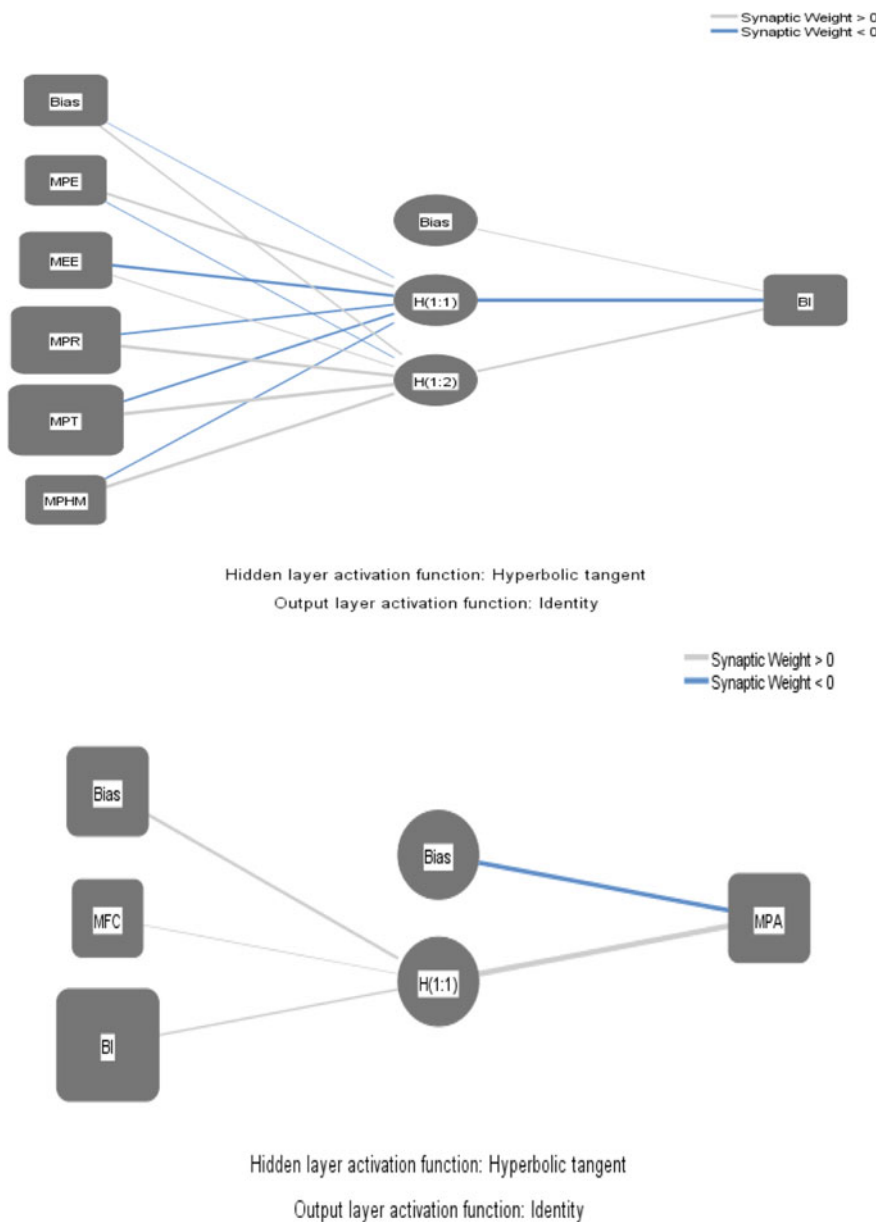 Synaptic Weight > 0
Synaptic Weight < 0
Bias
MPE
MEE
MPR
MPT
MPHM
Bias
H(1:1)
H(1:2)
BI
Hidden layer activation function: Hyperbolic tangent
Output layer activation function: Identity
Synaptic Weight > 0
Synaptic Weight < 0
Bias
MFC
BI
Bias
H(1:1)
MPA
Hidden layer activation function: Hyperbolic tangent
Output layer activation function: Identity